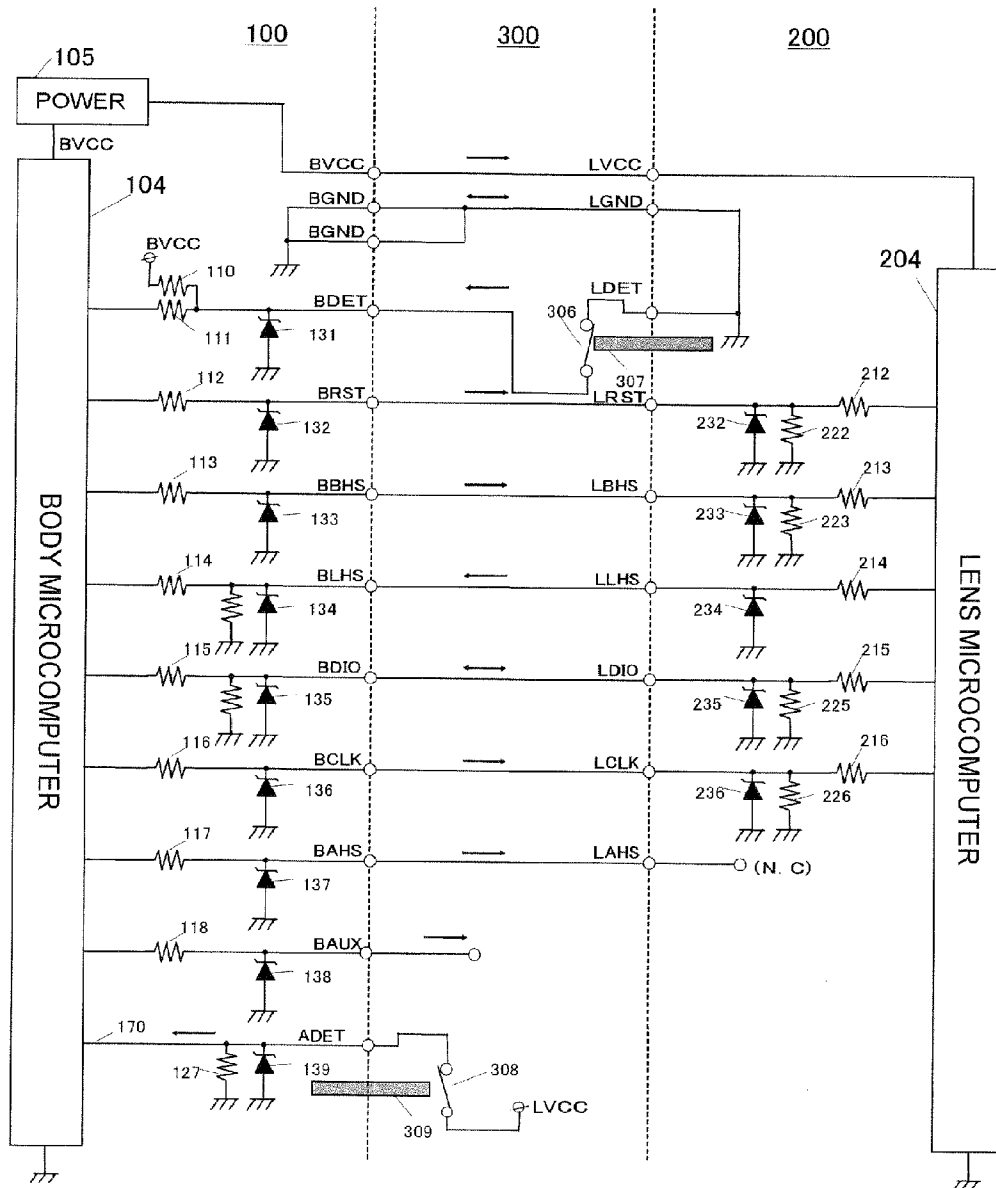 100 300 200
105
POWER
BVCC
BVCC LVCC
104
BGND LGND
BGND
BVCC
204
110
LDET
BDET
306
111 131
307
112 BRST LRST 212
132 232 222
113 BBHS LBHS 213
133 233 223
114 BLHS LLHS 214
134 234
115 BDIO LDIO 215
135 235 225
116 BCLK LCLK 216
136 236 226
117 BAHS LAHS (N. C)
137
118 BAUX
138
170 ADET
127 139 308
LVCC
309
BODY MICROCOMPUTER
LENS MICROCOMPUTER